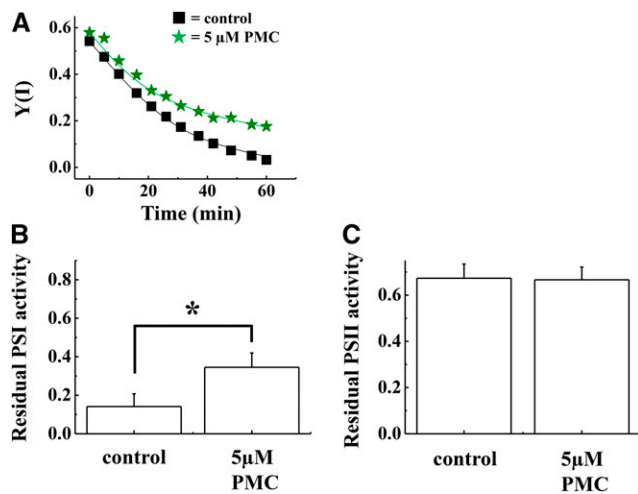 A
0.6
0.4
0.2
0.0
Y(I)
= control
= 5 µM PMC
0 20 40 60
Time (min)
B
0.8
0.6
0.4
0.2
0.0
Residual PSI activity
*
control
5µM
PMC
C
0.6
0.4
0.2
0.0
Residual PSII activity
control
5µM
PMC